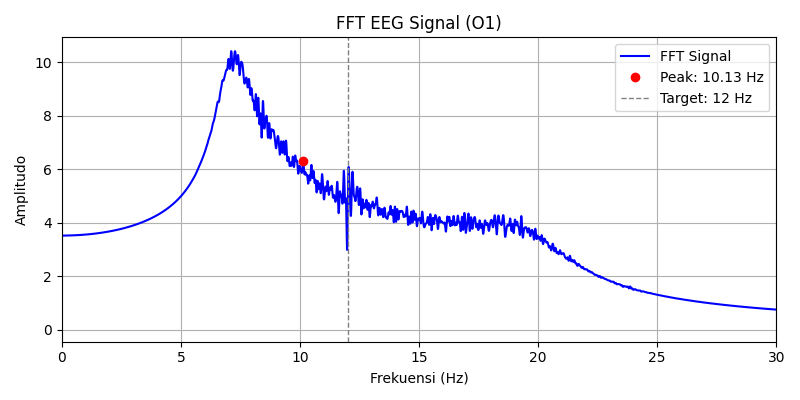 FFT EEG Signal (O1)
FFT Signal
Peak: 10.13 Hz
Target: 12 Hz
Amplitudo
10
8
6
4
2
0
0 5 10 15 20 25 30
Frekuensi (Hz)